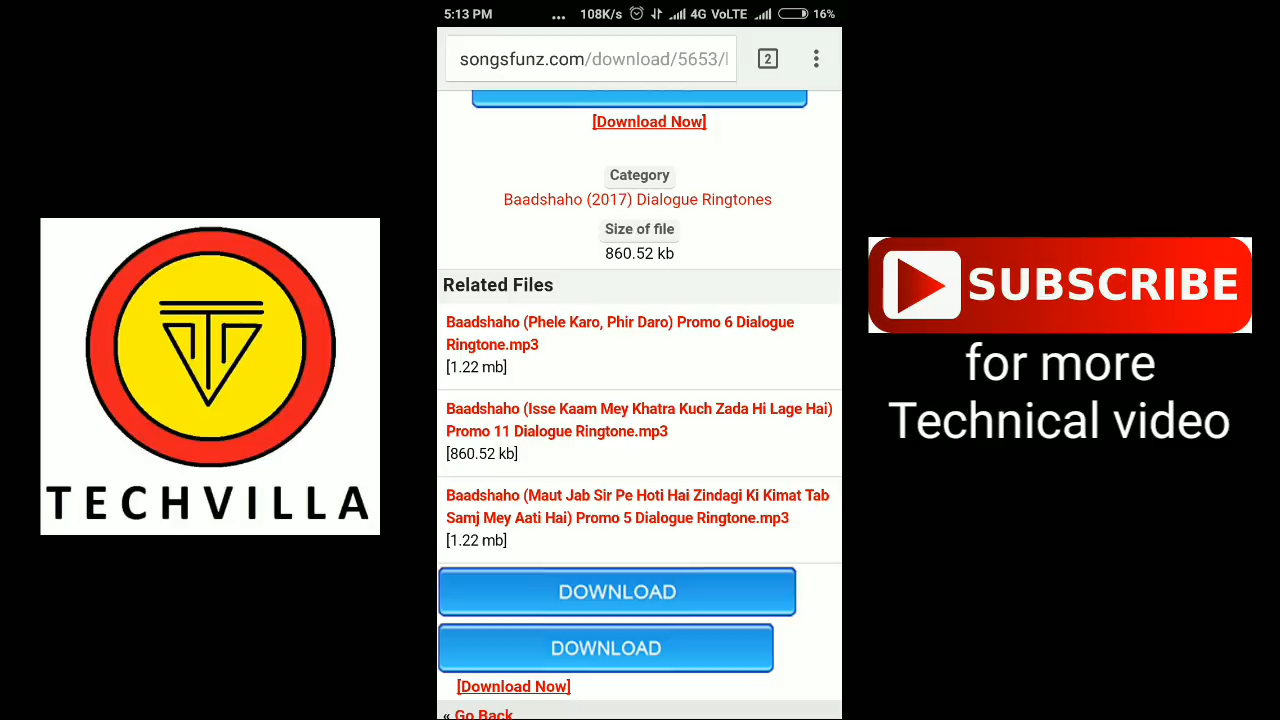 5:13 PM ... 108K/s 4G VoLTE 16%
songsfunz.com/download/5653/
2
[Download Now]
Category
Baadshaho (2017) Dialogue Ringtones
Size of file
860.52 kb
Related Files
Baadshaho (Phele Karo, Phir Daro) Promo 6 Dialogue
Ringtone.mp3
[1.22 mb]
Baadshaho (Isse Kaam Mey Khatra Kuch Zada Hi Lage Hai)
Promo 11 Dialogue Ringtone.mp3
[860.52 kb]
Baadshaho (Maut Jab Sir Pe Hoti Hai Zindagi Ki Kimat Tab
Samj Mey Aati Hai) Promo 5 Dialogue Ringtone.mp3
[1.22 mb]
DOWNLOAD
DOWNLOAD
[Download Now]
« Go Back
TECHVILLA
SUBSCRIBE
for more
Technical video